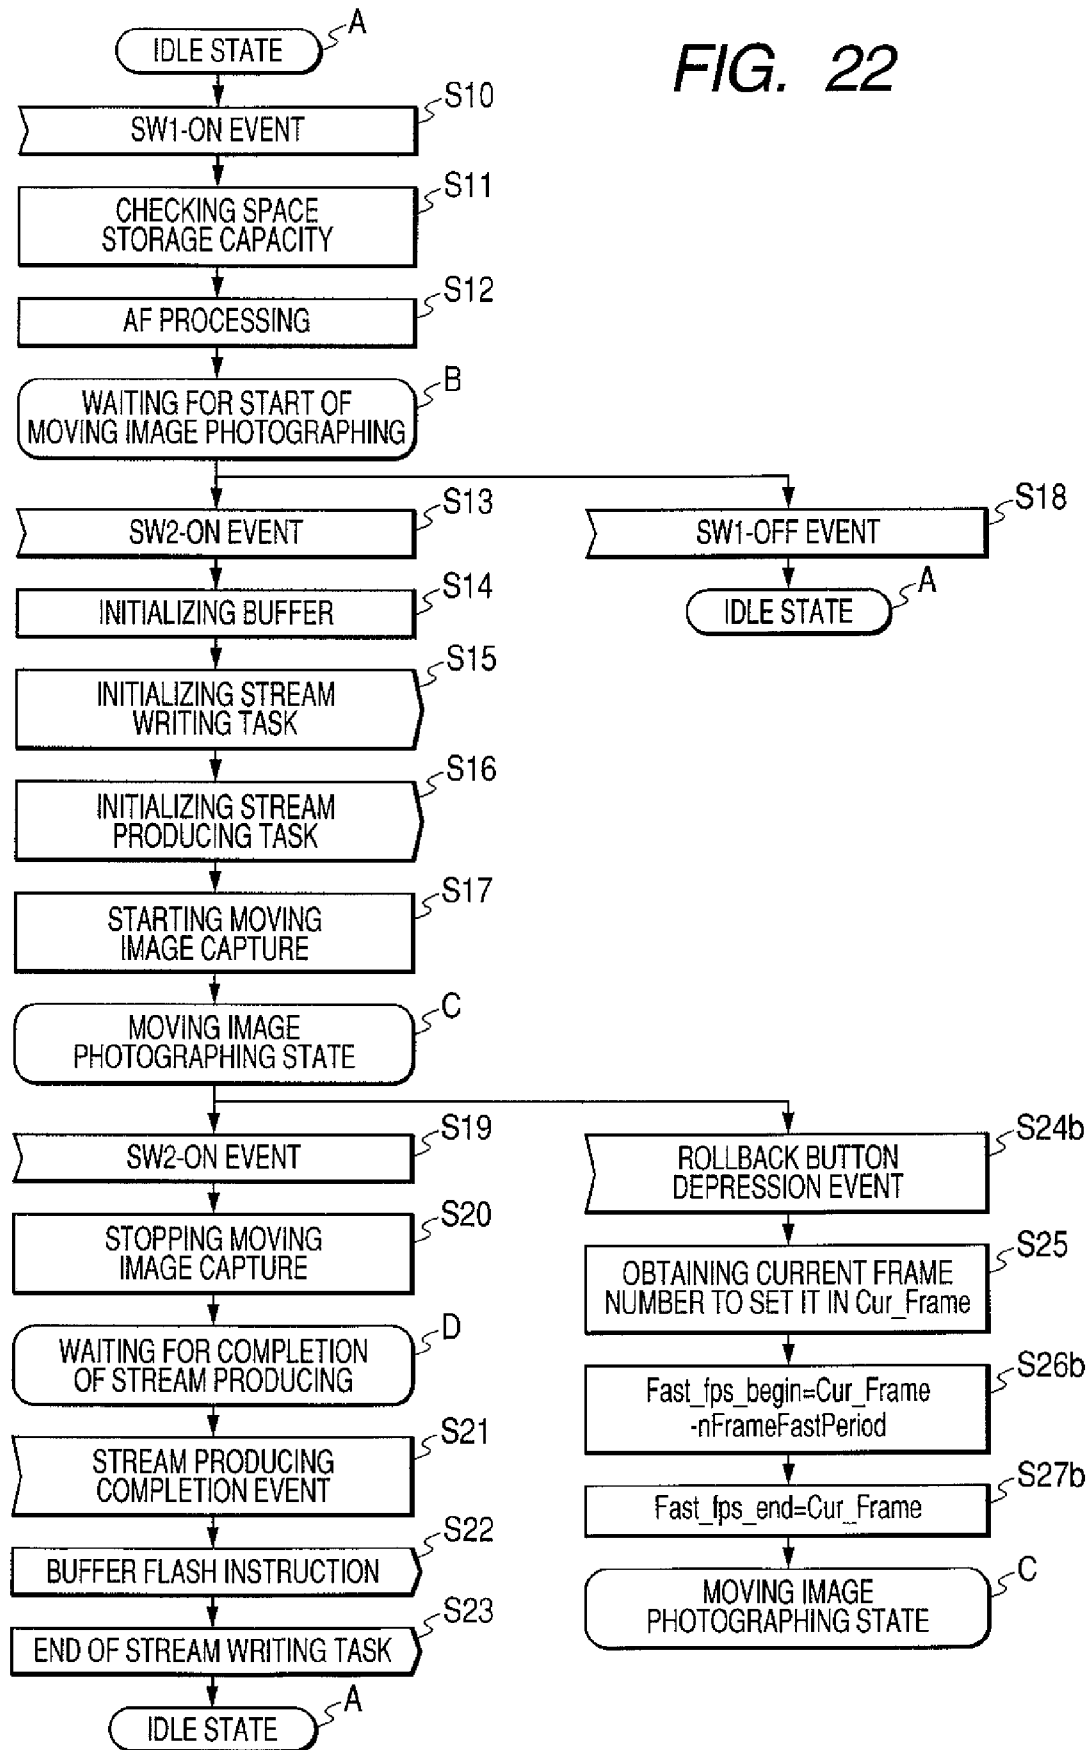 FIG. 22
IDLE STATE
A
S10
SW1-ON EVENT
S11
CHECKING SPACE
STORAGE CAPACITY
S12
AF PROCESSING
B
WAITING FOR START OF
MOVING IMAGE PHOTOGRAPHING
S13
SW2-ON EVENT
S18
SW1-OFF EVENT
A
IDLE STATE
S14
INITIALIZING BUFFER
S15
INITIALIZING STREAM
WRITING TASK
S16
INITIALIZING STREAM
PRODUCING TASK
S17
STARTING MOVING
IMAGE CAPTURE
C
MOVING IMAGE
PHOTOGRAPHING STATE
S19
SW2-ON EVENT
S20
STOPPING MOVING
IMAGE CAPTURE
D
WAITING FOR COMPLETION
OF STREAM PRODUCING
S21
STREAM PRODUCING
COMPLETION EVENT
S22
BUFFER FLASH INSTRUCTION
S23
END OF STREAM WRITING TASK
A
IDLE STATE
S24b
ROLLBACK BUTTON
DEPRESSION EVENT
S25
OBTAINING CURRENT FRAME
NUMBER TO SET IT IN Cur_Frame
S26b
Fast_fps_begin=Cur_Frame
-nFrameFastPeriod
S27b
Fast_fps_end=Cur_Frame
C
MOVING IMAGE
PHOTOGRAPHING STATE